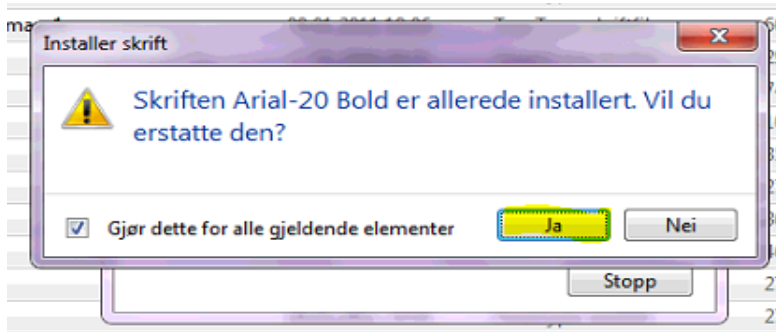 Installer skrift
Skriften Arial-20 Bold er allerede installert. Vil du
erstatte den?
Gjør dette for alle gjeldende elementer
Ja
Nei
Stopp